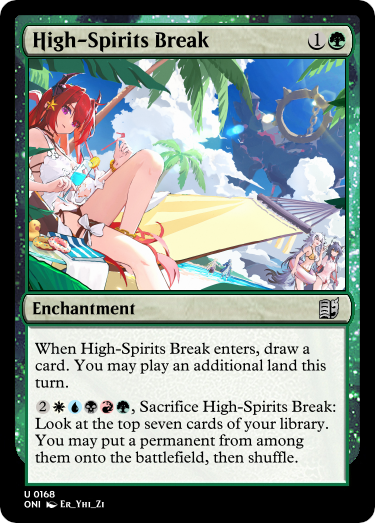 High-Spirits Break 1
Enchantment
When High-Spirits Break enters, draw a
card. You may play an additional land this
turn.
2, Sacrifice High-Spirits Break:
Look at the top seven cards of your library.
You may put a permanent from among
them onto the battlefield, then shuffle.
U 0168
ONI Er_Yhi_Zi